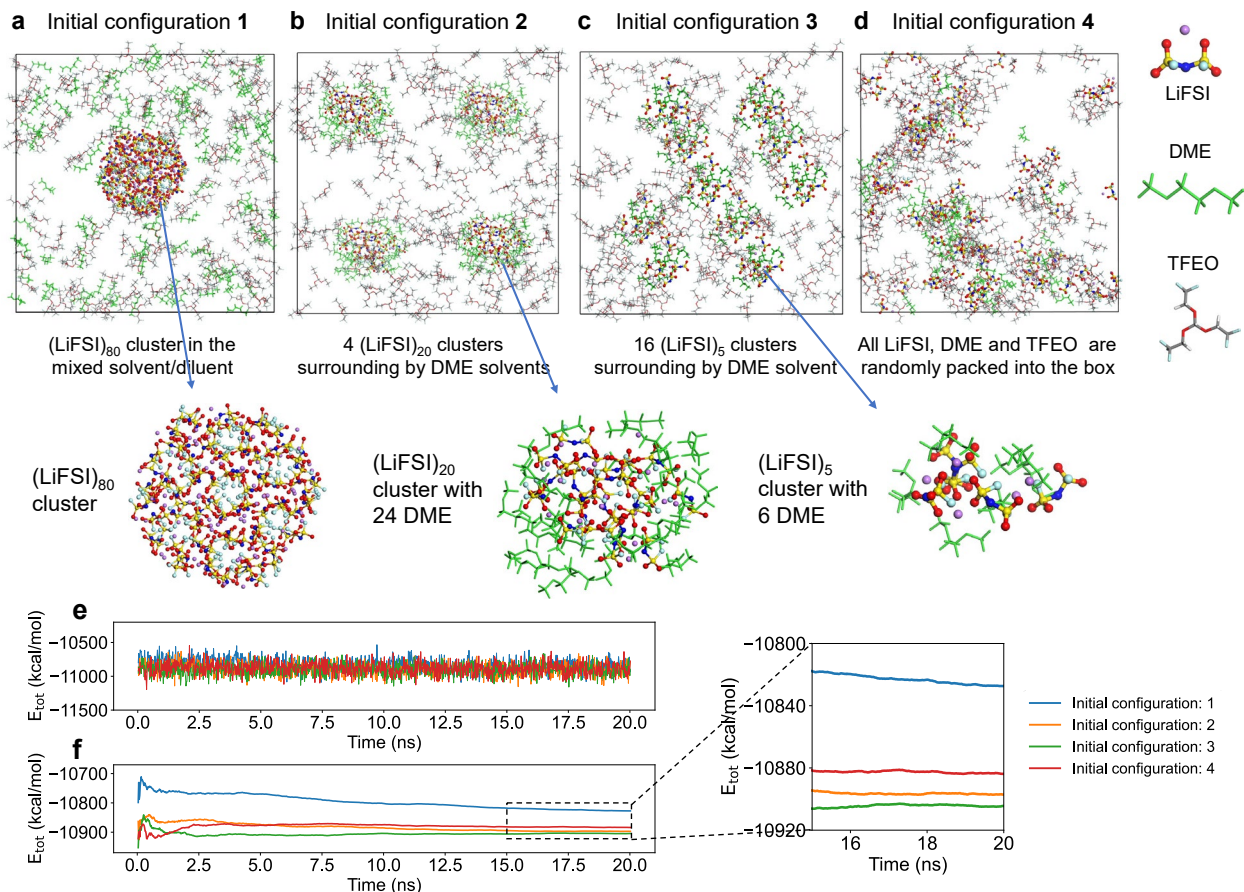 a Initial configuration 1
b Initial configuration 2
c Initial configuration 3
d Initial configuration 4
LiFSI
DME
TFEO
(LiFSI)80 cluster in the
mixed solvent/diluent
4 (LiFSI)20 clusters
surrounding by DME solvents
16 (LiFSI)5 clusters
surrounding by DME solvent
All LiFSI, DME and TFEO are
randomly packed into the box
(LiFSI)80
cluster
(LiFSI)20
cluster with
24 DME
(LiFSI)5
cluster with
6 DME
e
Etot (kcal/mol)
−10500
−11000
−11500
0.0 2.5 5.0 7.5 10.0 12.5 15.0 17.5 20.0
Time (ns)
f
Etot (kcal/mol)
−10700
−10800
−10900
0.0 2.5 5.0 7.5 10.0 12.5 15.0 17.5 20.0
Time (ns)
Etot (kcal/mol)
−10800
−10840
−10880
−10920
16 18 20
Time (ns)
Initial configuration: 1
Initial configuration: 2
Initial configuration: 3
Initial configuration: 4